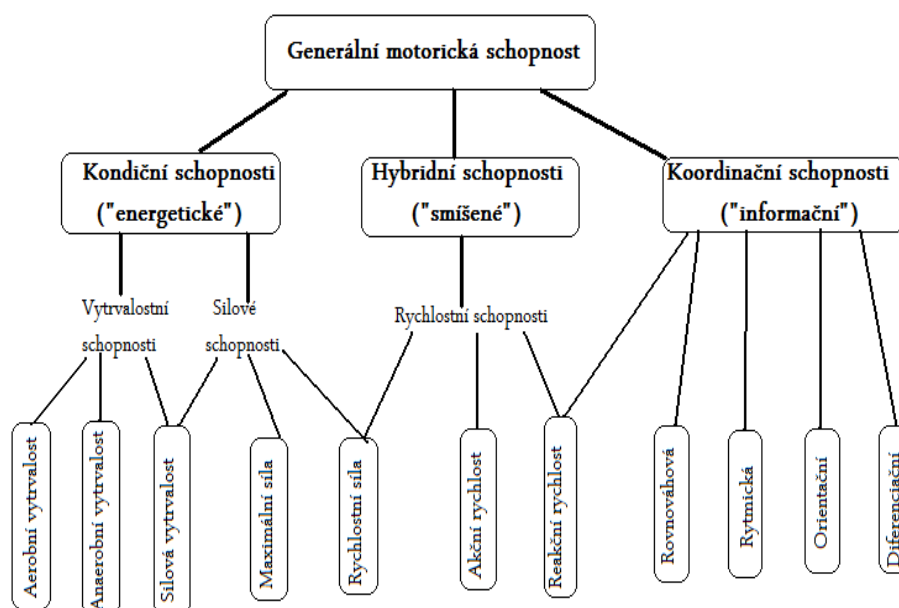 Generální motorická schopnost
Kondiční schopnosti
("energetické")
Hybridní schopnosti
("smíšené")
Koordinační schopnosti
("informační")
Vytrvalostní
schopnosti
Silové
schopnosti
Rychlostní schopnosti
Aerobní vytrvalost
Anaerobní vytrvalost
Silová vytrvalost
Maximální síla
Rychlostní síla
Akční rychlost
Reakční rychlost
Rovnováhová
Rytmická
Orientační
Diferenciační